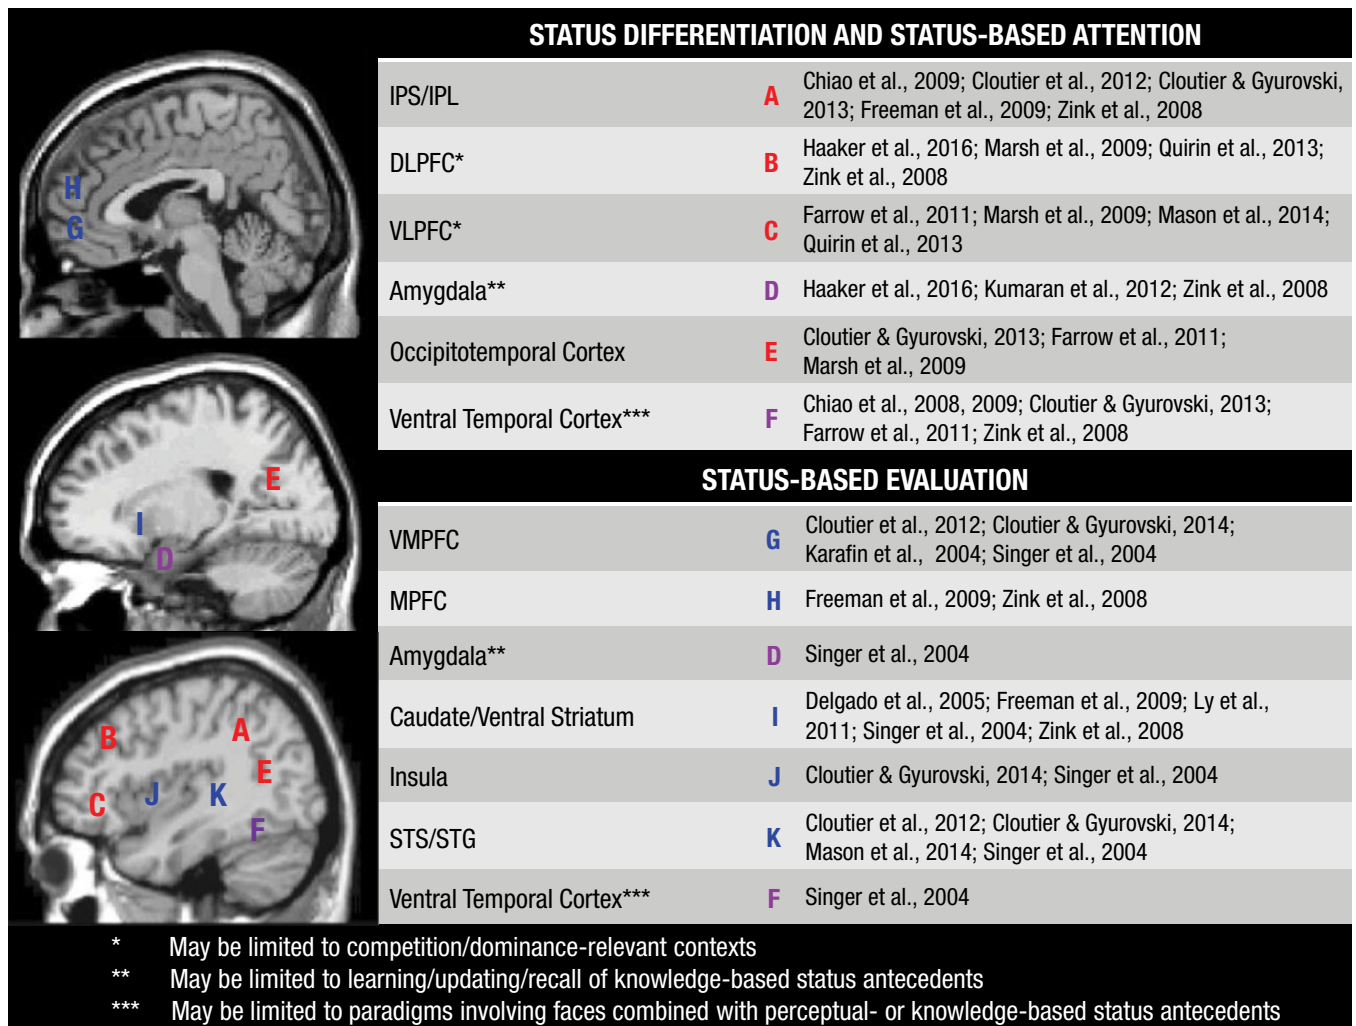 STATUS DIFFERENTIATION AND STATUS-BASED ATTENTION
IPS/IPL A Chiao et al., 2009; Cloutier et al., 2012; Cloutier & Gyurovski,
2013; Freeman et al., 2009; Zink et al., 2008
DLPFC* B Haaker et al., 2016; Marsh et al., 2009; Quirin et al., 2013;
Zink et al., 2008
VLPFC* C Farrow et al., 2011; Marsh et al., 2009; Mason et al., 2014;
Quirin et al., 2013
Amygdala** D Haaker et al., 2016; Kumaran et al., 2012; Zink et al., 2008
Occipitotemporal Cortex E Cloutier & Gyurovski, 2013; Farrow et al., 2011;
Marsh et al., 2009
Ventral Temporal Cortex*** F Chiao et al., 2008, 2009; Cloutier & Gyurovski, 2013;
Farrow et al., 2011; Zink et al., 2008
STATUS-BASED EVALUATION
VMPFC G Cloutier et al., 2012; Cloutier & Gyurovski, 2014;
Karafin et al., 2004; Singer et al., 2004
MPFC H Freeman et al., 2009; Zink et al., 2008
Amygdala** D Singer et al., 2004
Caudate/Ventral Striatum I Delgado et al., 2005; Freeman et al., 2009; Ly et al.,
2011; Singer et al., 2004; Zink et al., 2008
Insula J Cloutier & Gyurovski, 2014; Singer et al., 2004
STS/STG K Cloutier et al., 2012; Cloutier & Gyurovski, 2014;
Mason et al., 2014; Singer et al., 2004
Ventral Temporal Cortex*** F Singer et al., 2004
H
G
E
I
D
B A
E
J K
C
F
* May be limited to competition/dominance-relevant contexts
** May be limited to learning/updating/recall of knowledge-based status antecedents
*** May be limited to paradigms involving faces combined with perceptual- or knowledge-based status antecedents